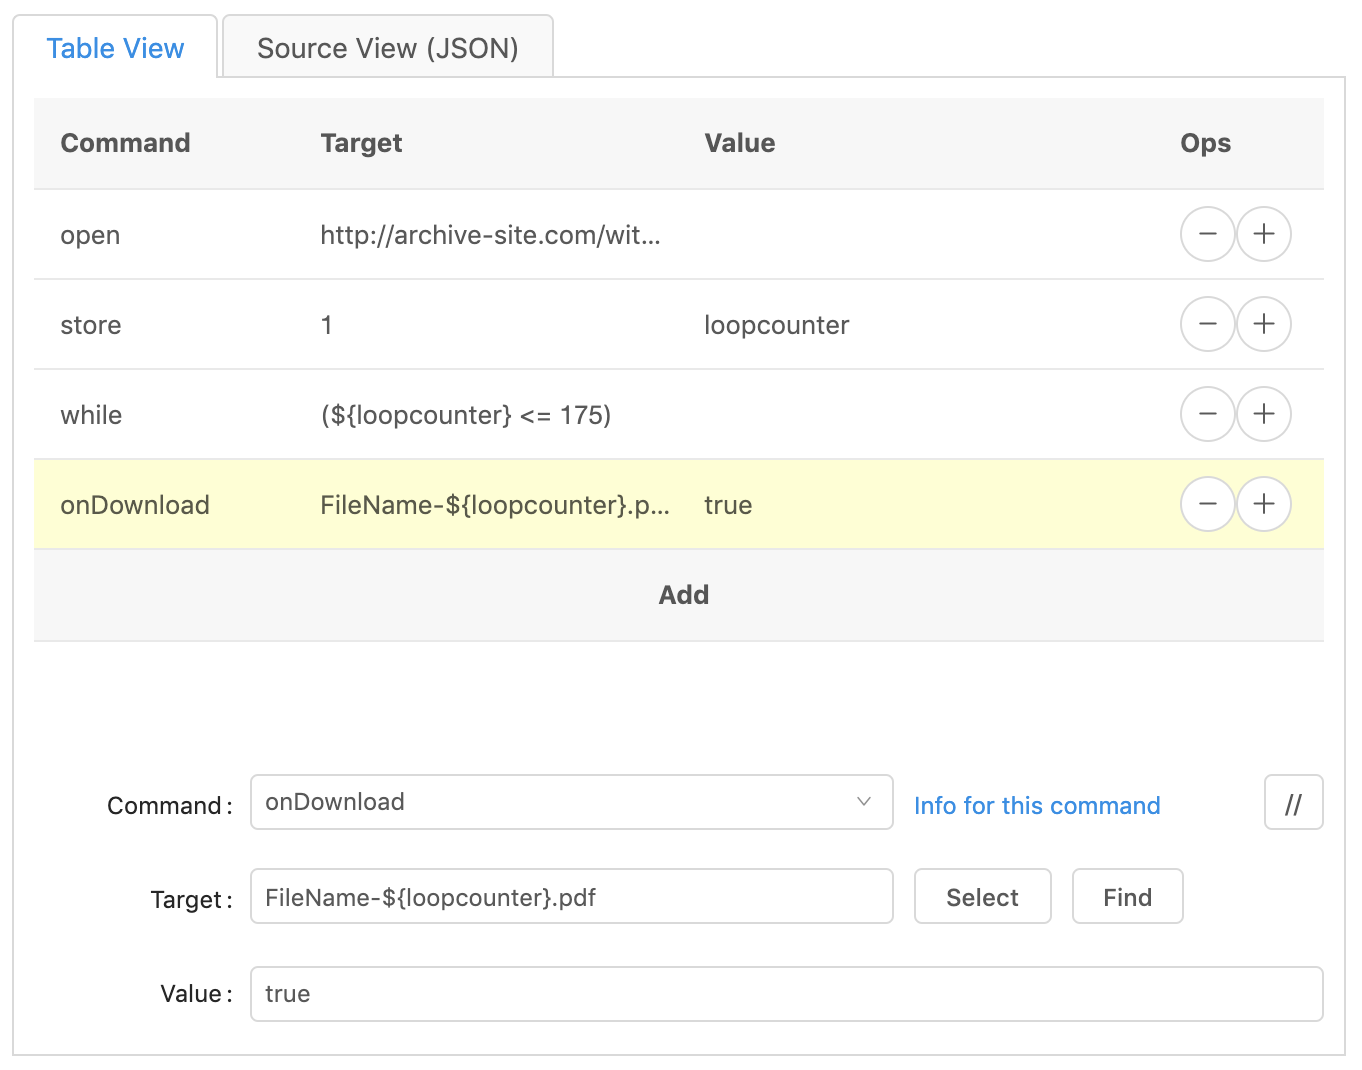 Table View Source View (JSON)
Command Target Value Ops
open http://archive-site.com/wit... − +
store 1 loopcounter − +
while (${loopcounter} <= 175) − +
onDownload FileName-${loopcounter}.p... true − +
Add
Command: onDownload Info for this command //
Target: FileName-${loopcounter}.pdf Select Find
Value: true